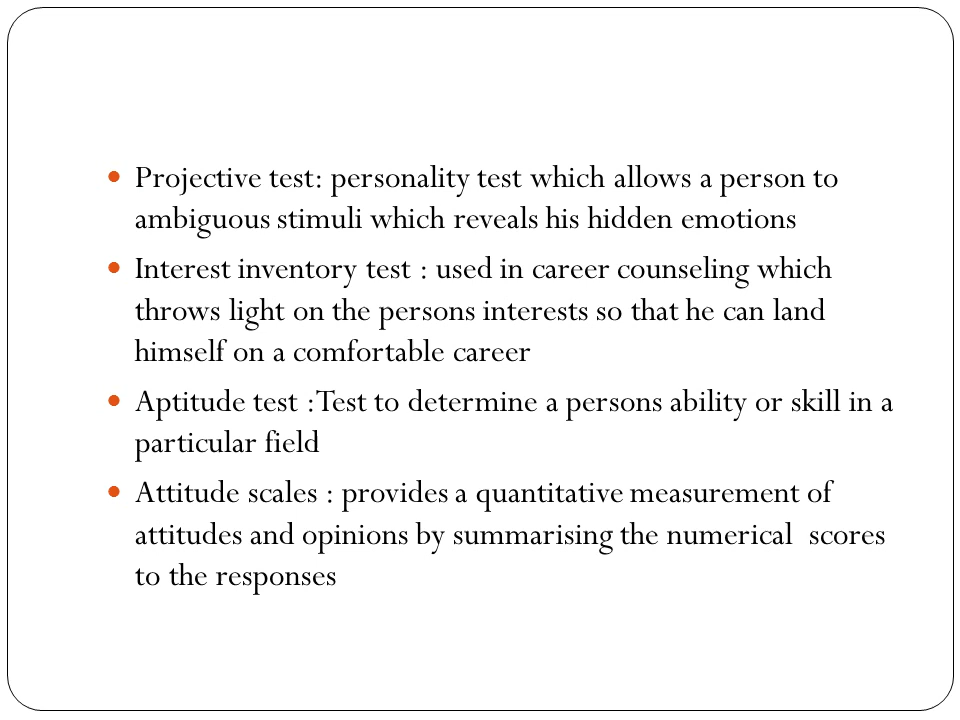 • Projective test: personality test which allows a person to
ambiguous stimuli which reveals his hidden emotions
• Interest inventory test : used in career counseling which
throws light on the persons interests so that he can land
himself on a comfortable career
• Aptitude test :Test to determine a persons ability or skill in a
particular field
• Attitude scales : provides a quantitative measurement of
attitudes and opinions by summarising the numerical  scores
to the responses